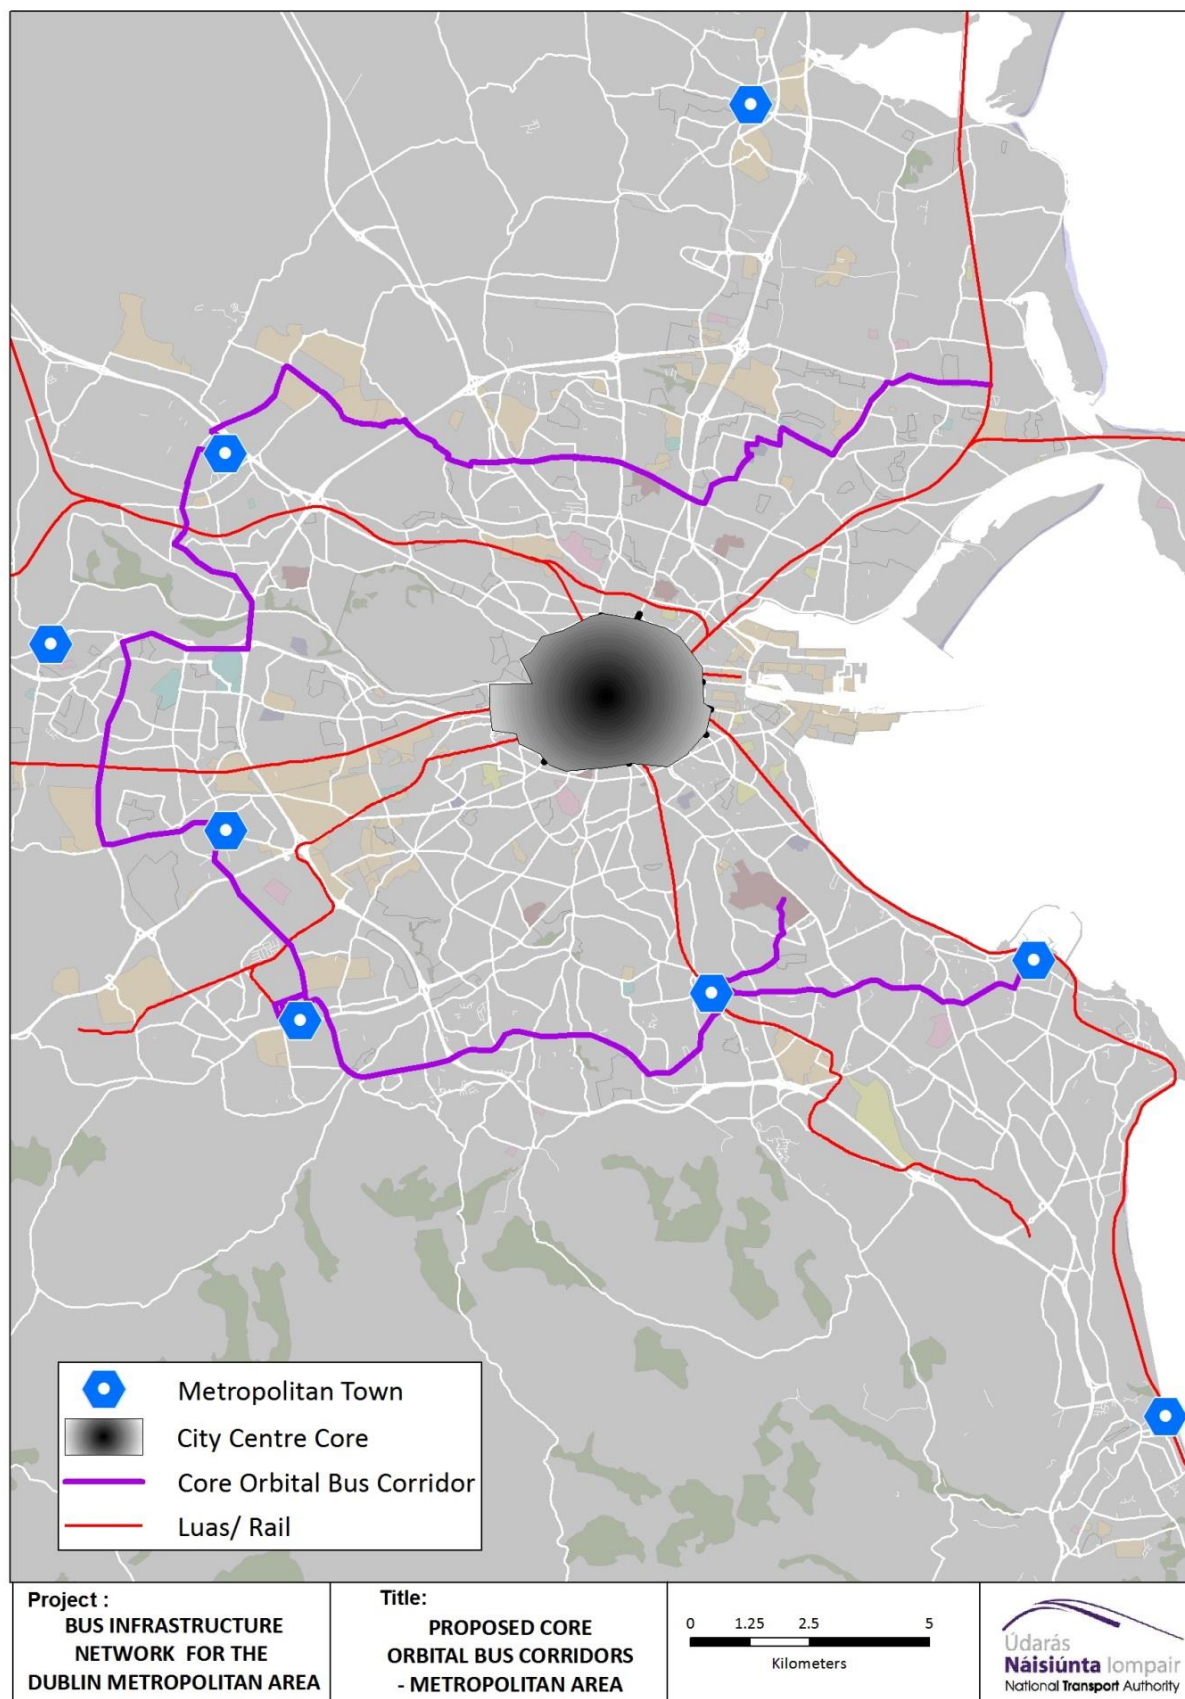 Metropolitan Town
City Centre Core
Core Orbital Bus Corridor
Luas/ Rail
Project :
BUS INFRASTRUCTURE
NETWORK FOR THE
DUBLIN METROPOLITAN AREA
Title:
PROPOSED CORE
ORBITAL BUS CORRIDORS
- METROPOLITAN AREA
0 1.25 2.5 5
Kilometers
Údarás
Náisiúnta Iompair
National Transport Authority